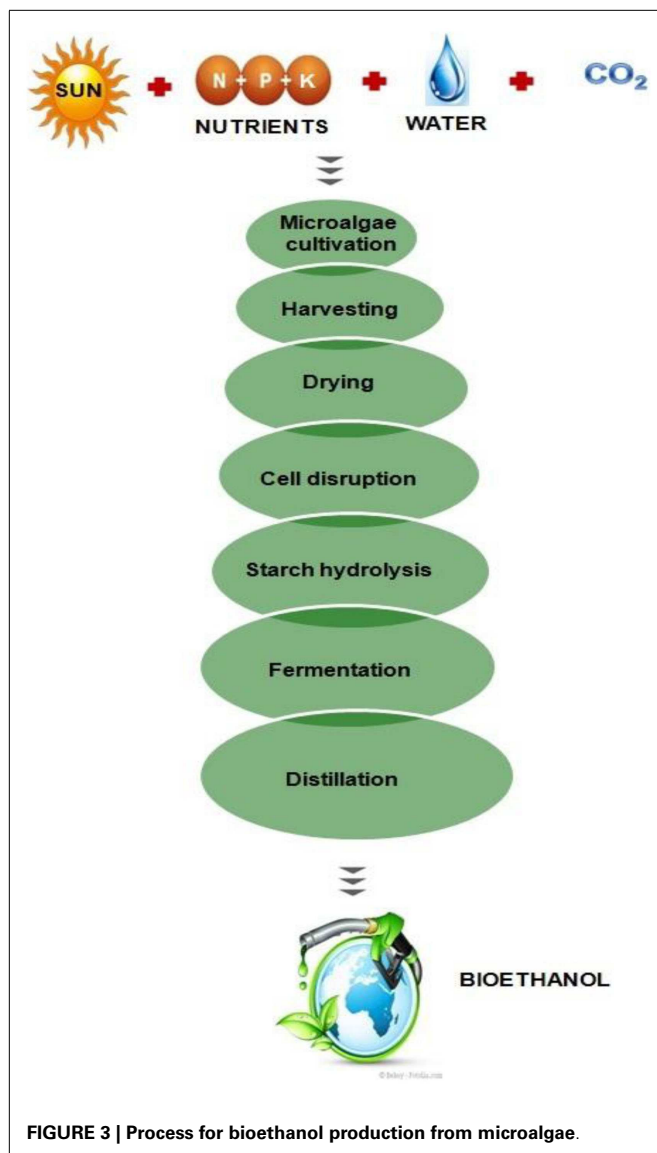 SUN + N + P + K + + CO₂
NUTRIENTS WATER
Microalgae
cultivation
Harvesting
Drying
Cell disruption
Starch hydrolysis
Fermentation
Distillation
BIOETHANOL
FIGURE 3 | Process for bioethanol production from microalgae.